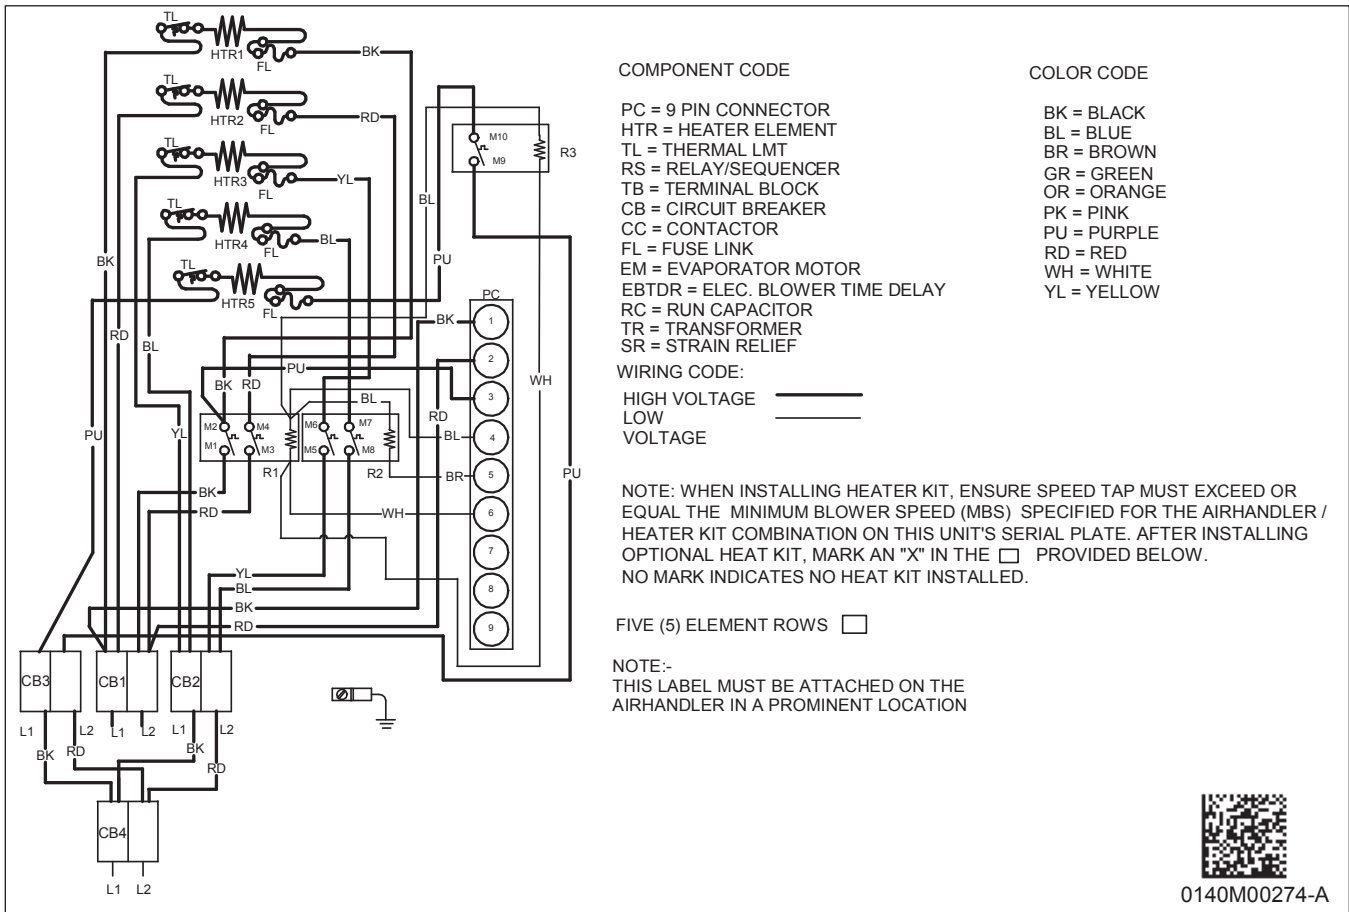 TL
HTR1
FL
BK
TL
HTR2
FL
RD
TL
HTR3
FL
YL
TL
HTR4
FL
BL
TL
HTR5
FL
M10
M9
R3
BL
PU
BK
RD
BL
PU
YL
WH
PU
PC
1
2
3
4
5
6
7
8
9
BK
PU
RD
BL
BR
WH
BK
RD
BL
M2
M4
M1
M3
R1
M6
M7
M5
M8
R2
BK
RD
YL
BL
BK
RD
CB3
CB1
CB2
L1
L2
L1
L2
L1
L2
BK
RD
BK
RD
CB4
L1
L2
COMPONENT CODE
PC = 9 PIN CONNECTOR
HTR = HEATER ELEMENT
TL = THERMAL LMT
RS = RELAY/SEQUENCER
TB = TERMINAL BLOCK
CB = CIRCUIT BREAKER
CC = CONTACTOR
FL = FUSE LINK
EM = EVAPORATOR MOTOR
EBTDR = ELEC. BLOWER TIME DELAY
RC = RUN CAPACITOR
TR = TRANSFORMER
SR = STRAIN RELIEF
WIRING CODE:
HIGH VOLTAGE
LOW
VOLTAGE
COLOR CODE
BK = BLACK
BL = BLUE
BR = BROWN
GR = GREEN
OR = ORANGE
PK = PINK
PU = PURPLE
RD = RED
WH = WHITE
YL = YELLOW
NOTE: WHEN INSTALLING HEATER KIT, ENSURE SPEED TAP MUST EXCEED OR
EQUAL THE MINIMUM BLOWER SPEED (MBS) SPECIFIED FOR THE AIRHANDLER /
HEATER KIT COMBINATION ON THIS UNIT'S SERIAL PLATE. AFTER INSTALLING
OPTIONAL HEAT KIT, MARK AN "X" IN THE PROVIDED BELOW.
NO MARK INDICATES NO HEAT KIT INSTALLED.
FIVE (5) ELEMENT ROWS
NOTE:-
THIS LABEL MUST BE ATTACHED ON THE
AIRHANDLER IN A PROMINENT LOCATION
0140M00274-A